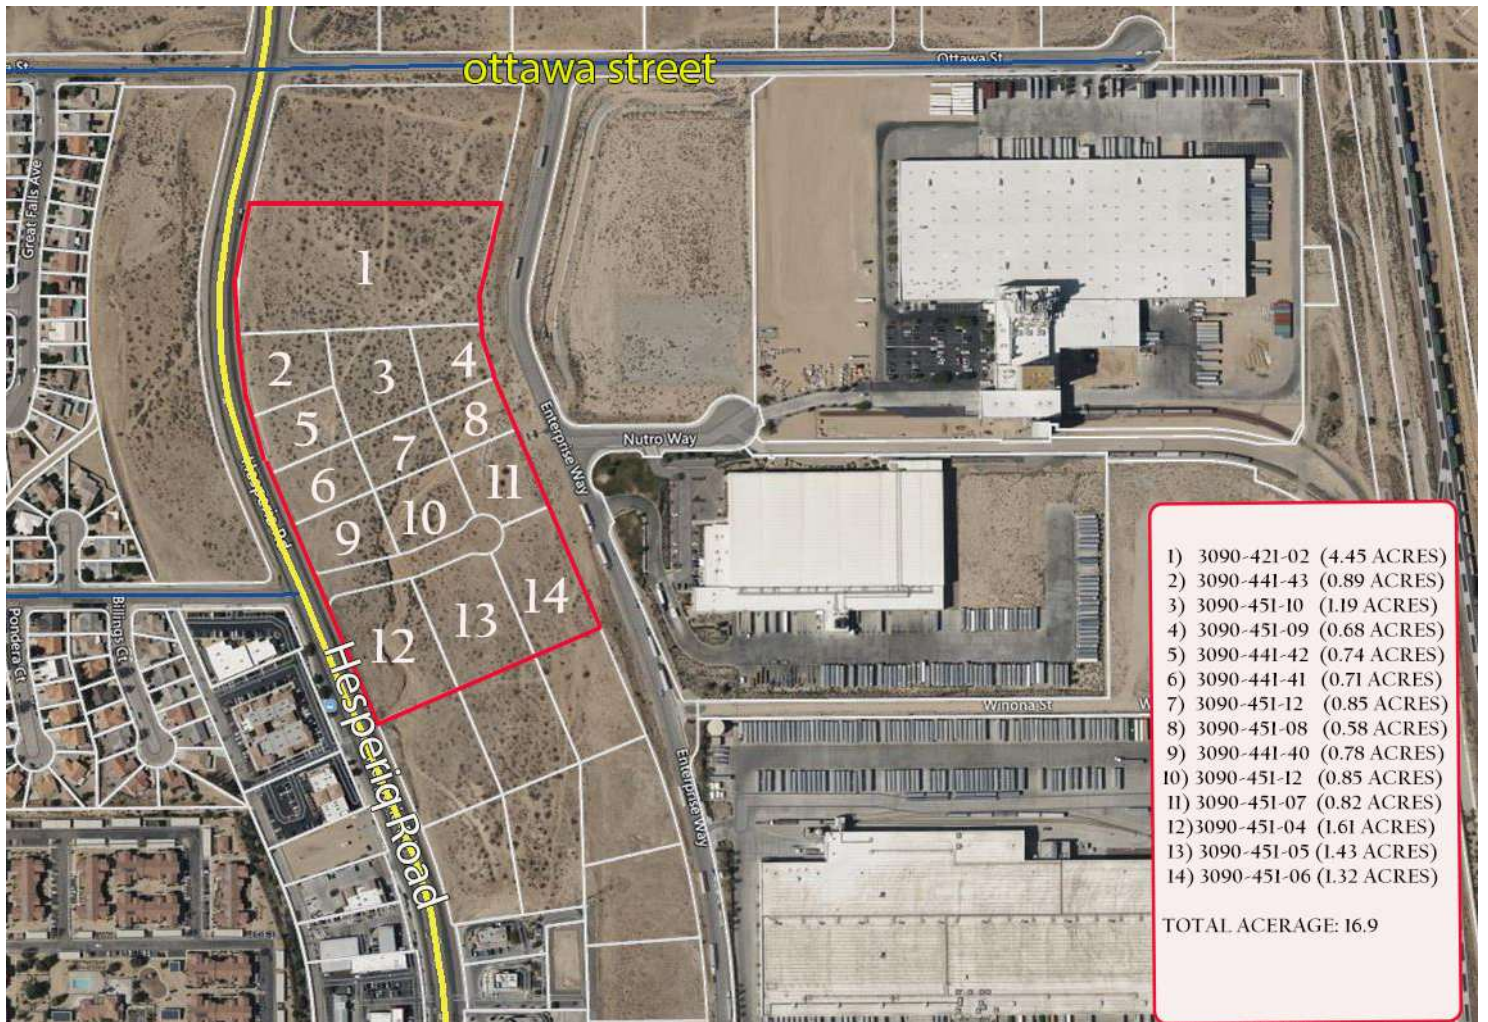 ottawa street
Ottawa St
a St
Great Falls Ave
1
2
3
4
5
6
7
8
9
10
11
12
13
14
Enterprise Way
Nutro Way
Hesperia Rd
Pondera Ct
Billings Ct
Hesperia Road
Winona St
W
Enterprise Way
1) 3090-421-02 (4.45 ACRES)
2) 3090-441-43 (0.89 ACRES)
3) 3090-451-10 (1.19 ACRES)
4) 3090-451-09 (0.68 ACRES)
5) 3090-441-42 (0.74 ACRES)
6) 3090-441-41 (0.71 ACRES)
7) 3090-451-12 (0.85 ACRES)
8) 3090-451-08 (0.58 ACRES)
9) 3090-441-40 (0.78 ACRES)
10) 3090-451-12 (0.85 ACRES)
11) 3090-451-07 (0.82 ACRES)
12) 3090-451-04 (1.61 ACRES)
13) 3090-451-05 (1.43 ACRES)
14) 3090-451-06 (1.32 ACRES)
TOTAL ACERAGE: 16.9